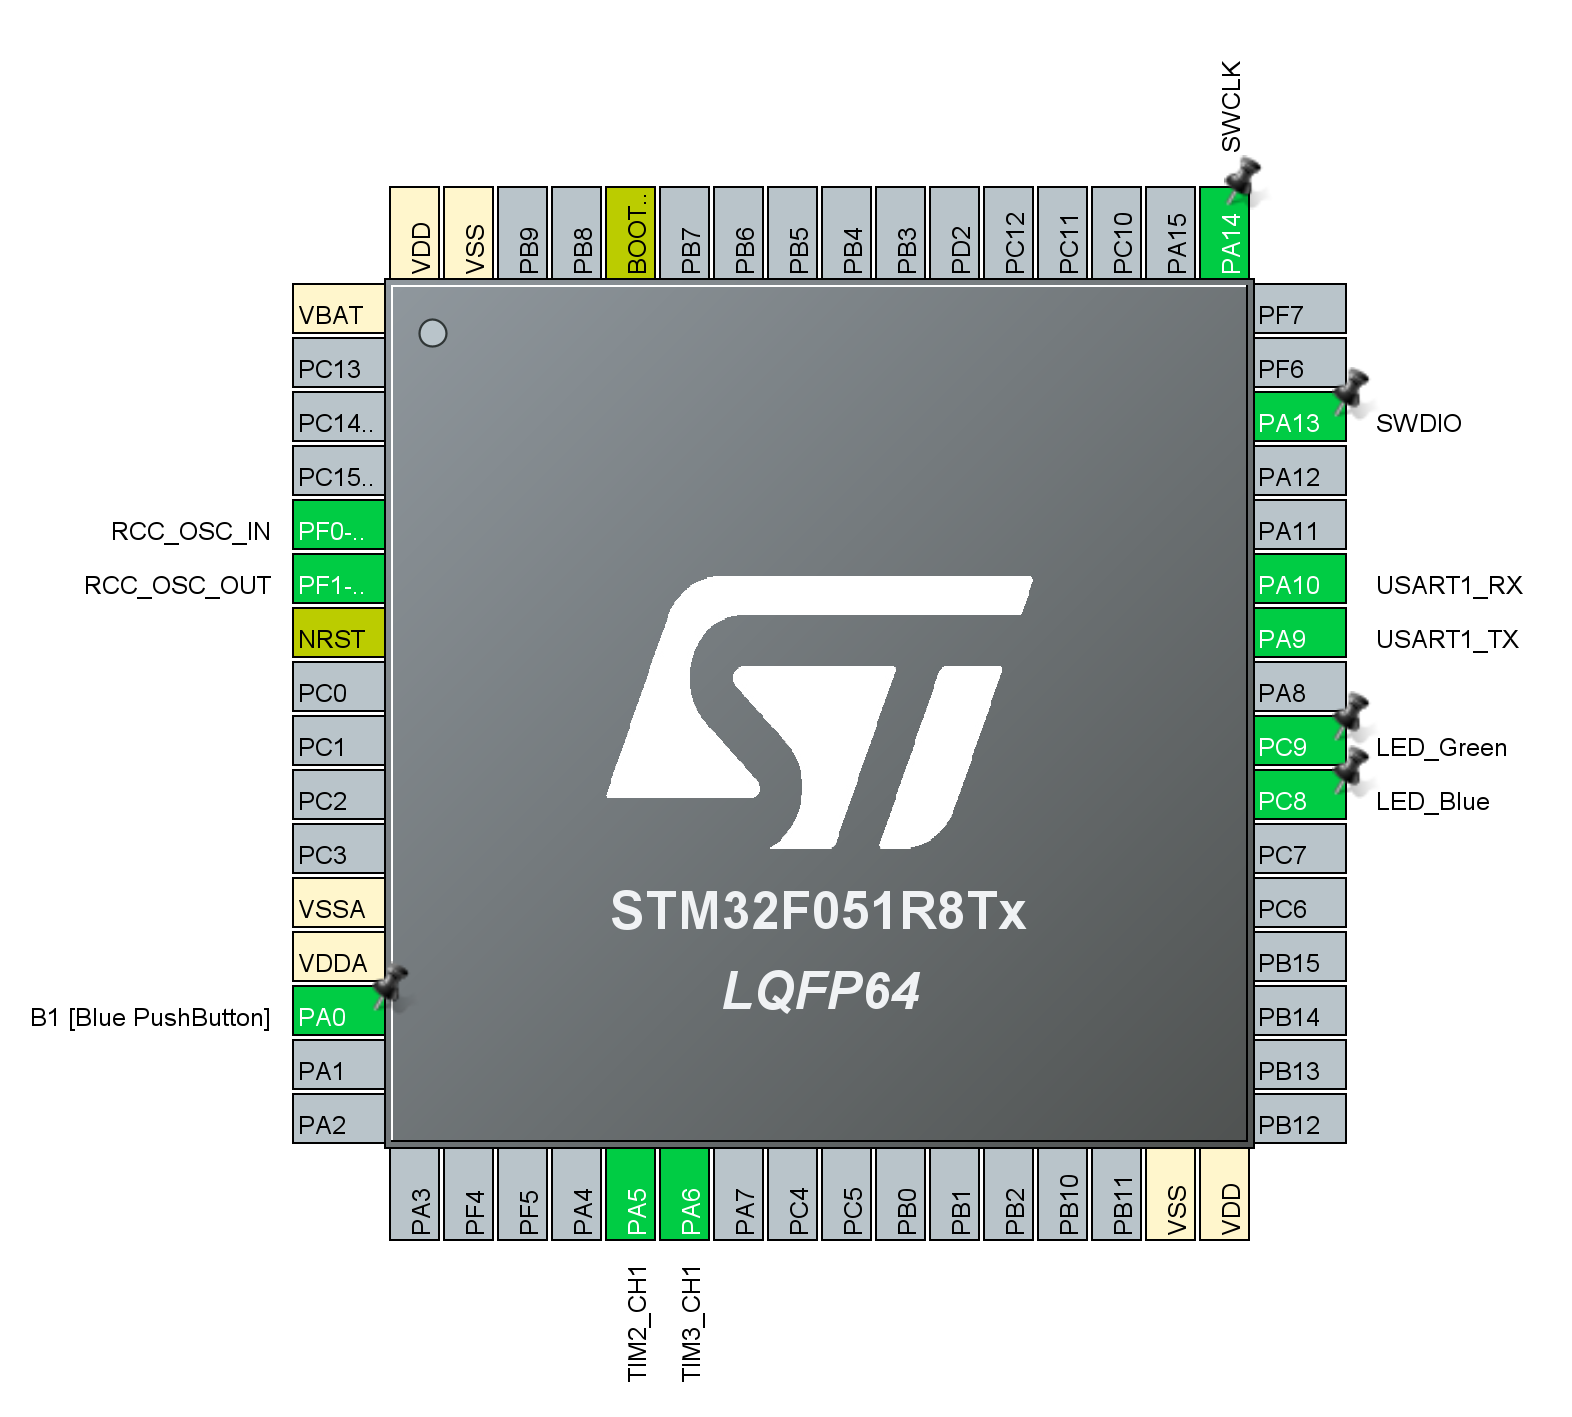 SWCLK
VDD
VSS
PB9
PB8
BOOT..
PB7
PB6
PB5
PB4
PB3
PD2
PC12
PC11
PC10
PA15
PA14
VBAT
PC13
PC14..
PC15..
RCC_OSC_IN PF0-..
RCC_OSC_OUT PF1-..
NRST
PC0
PC1
PC2
PC3
VSSA
VDDA
B1 [Blue PushButton] PA0
PA1
PA2
STM32F051R8Tx
LQFP64
PF7
PF6
PA13 SWDIO
PA12
PA11
PA10 USART1_RX
PA9 USART1_TX
PA8
PC9 LED_Green
PC8 LED_Blue
PC7
PC6
PB15
PB14
PB13
PB12
PA3
PF4
PF5
PA4
PA5
PA6
PA7
PC4
PC5
PB0
PB1
PB2
PB10
PB11
VSS
VDD
TIM2_CH1
TIM3_CH1